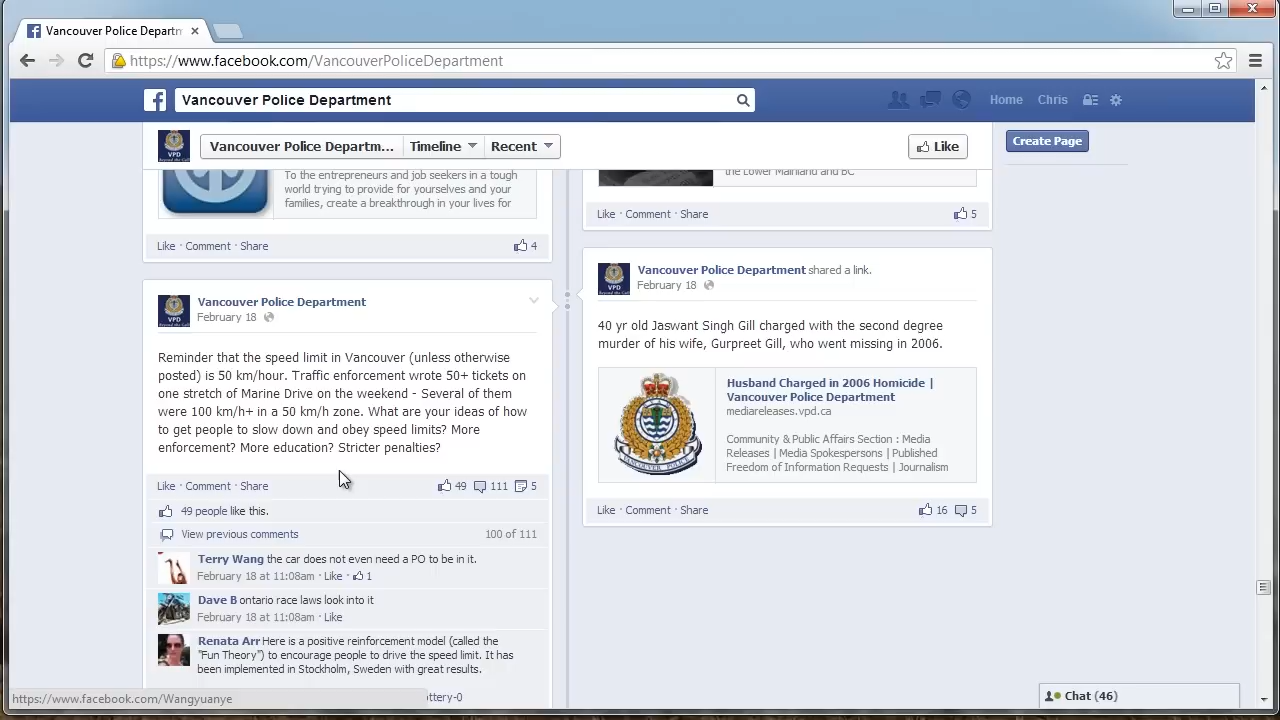 Vancouver Police Departm
https://www.facebook.com/VancouverPoliceDepartment
Vancouver Police Department
Home Chris
Vancouver Police Departm... Timeline Recent
Like
Create Page
To the entrepreneurs and job seekers in a tough
world trying to provide for yourselves and your
families, create a breakthrough in your lives for
Like · Comment · Share 4
Vancouver Police Department
February 18
Reminder that the speed limit in Vancouver (unless otherwise
posted) is 50 km/hour. Traffic enforcement wrote 50+ tickets on
one stretch of Marine Drive on the weekend - Several of them
were 100 km/h+ in a 50 km/h zone. What are your ideas of how
to get people to slow down and obey speed limits? More
enforcement? More education? Stricter penalties?
Like · Comment · Share 49 111 5
49 people like this.
View previous comments 100 of 111
Terry Wang the car does not even need a PO to be in it.
February 18 at 11:08am · Like · 1
Dave B ontario race laws look into it
February 18 at 11:08am · Like
Renata Arr Here is a positive reinforcement model (called the
"Fun Theory") to encourage people to drive the speed limit. It has
been implemented in Stockholm, Sweden with great results.
ottery-0
the Lower Mainland and BC
Like · Comment · Share 5
Vancouver Police Department shared a link.
February 18
40 yr old Jaswant Singh Gill charged with the second degree
murder of his wife, Gurpreet Gill, who went missing in 2006.
Husband Charged in 2006 Homicide |
Vancouver Police Department
mediareleases.vpd.ca
Community & Public Affairs Section : Media
Releases | Media Spokespersons | Published
Freedom of Information Requests | Journalism
VANCOUVER POLICE
Like · Comment · Share 16 5
https://www.facebook.com/Wangyuanye
Chat (46)